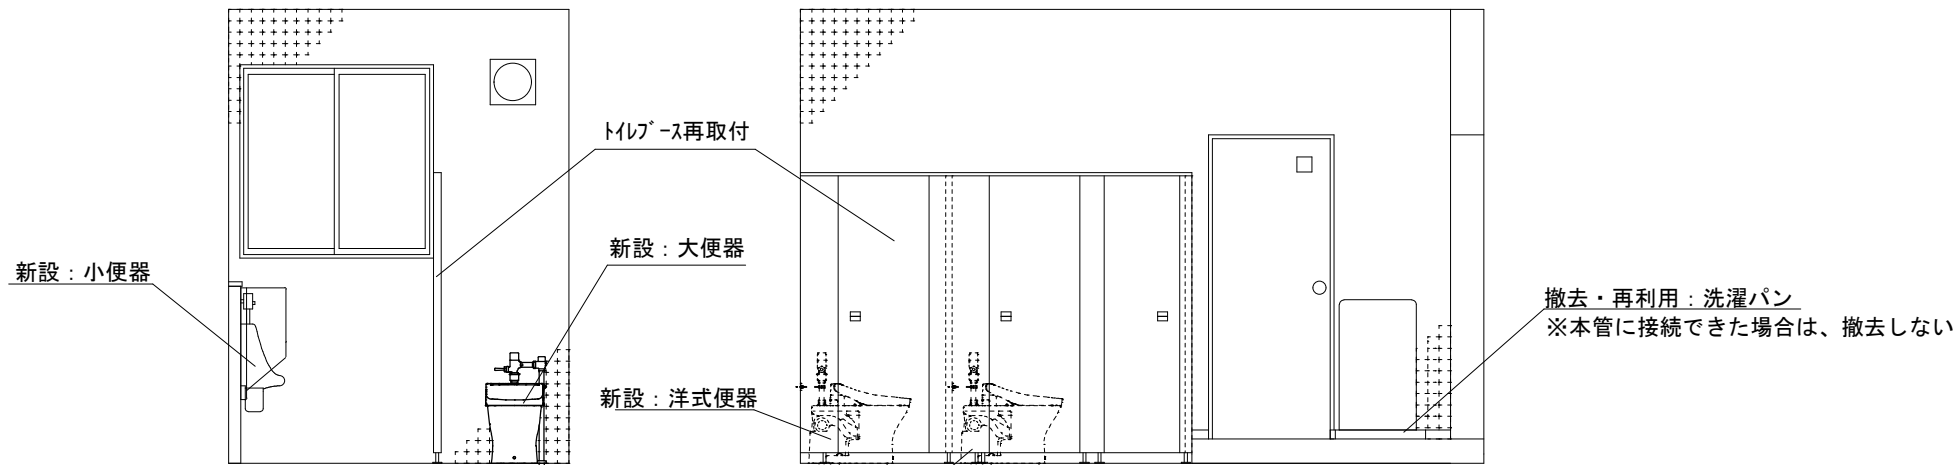 ﾄｲﾚﾌﾞｰｽ再取付
新設：小便器
新設：大便器
新設：洋式便器
撤去・再利用：洗濯パン
※本管に接続できた場合は、撤去しない